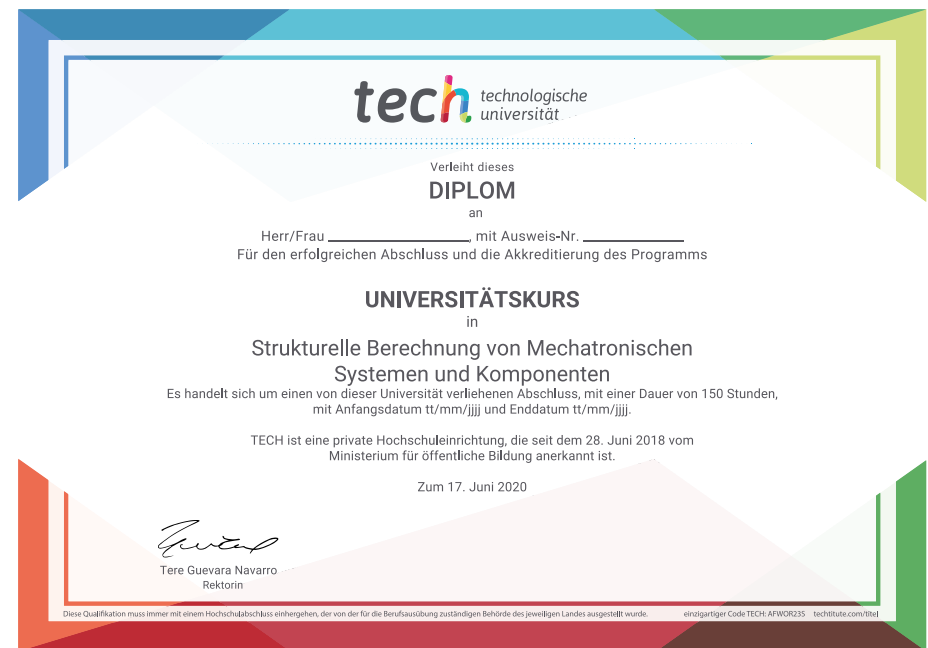 tech technologische
universität
Verleiht dieses
DIPLOM
an
Herr/Frau ____________, mit Ausweis-Nr. ____________
Für den erfolgreichen Abschluss und die Akkreditierung des Programms
UNIVERSITÄTSKURS
in
Strukturelle Berechnung von Mechatronischen
Systemen und Komponenten
Es handelt sich um einen von dieser Universität verliehenen Abschluss, mit einer Dauer von 150 Stunden,
mit Anfangsdatum tt/mm/jjjj und Enddatum tt/mm/jjjj.
TECH ist eine private Hochschuleinrichtung, die seit dem 28. Juni 2018 vom
Ministerium für öffentliche Bildung anerkannt ist.
Zum 17. Juni 2020
Tere Guevara Navarro
Rektorin
Diese Qualifikation muss immer mit einem Hochschulabschluss einhergehen, der von der für die Berufsausübung zuständigen Behörde des jeweiligen Landes ausgestellt wurde. einzigartiger Code TECH: AFWOR23S techtitute.com/titel